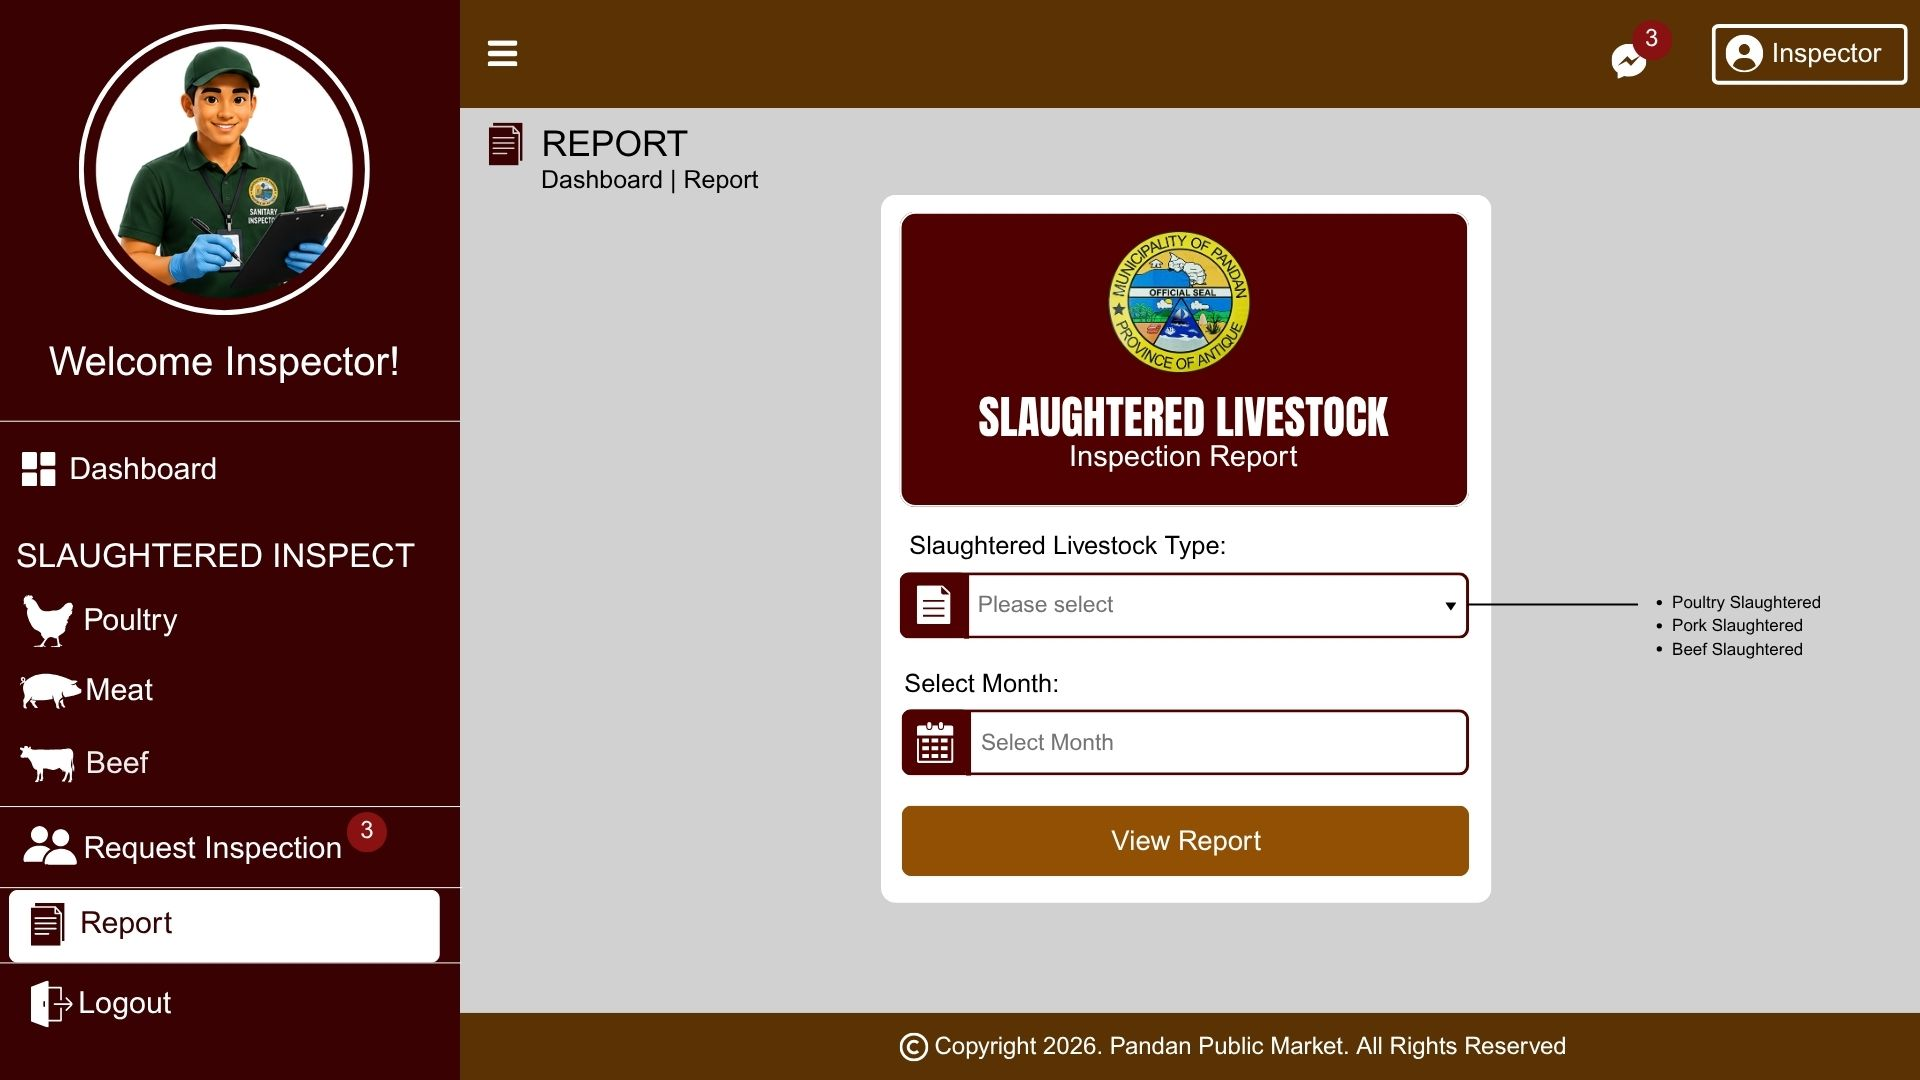 SANITARY
Welcome Inspector!
Dashboard
SLAUGHTERED INSPECT
Poultry
Meat
Beef
Request Inspection
3
Report
Logout
3
Inspector
REPORT
Dashboard | Report
MUNICIPALITY OF PANDAN
OFFICIAL SEAL
PROVINCE OF ANTIQUE
SLAUGHTERED LIVESTOCK
Inspection Report
Slaughtered Livestock Type:
Please select
• Poultry Slaughtered
• Pork Slaughtered
• Beef Slaughtered
Select Month:
Select Month
View Report
© Copyright 2026. Pandan Public Market. All Rights Reserved